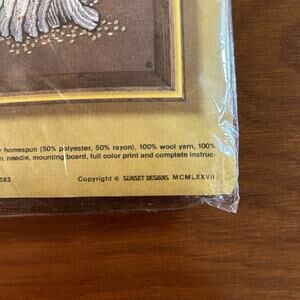 homespun (50% polyester, 50% rayon), 100% wool yarn, 100%
needle, mounting board, full color print and complete instruc-
583 Copyright © SUNSET DESIGNS, MCMLXXVII